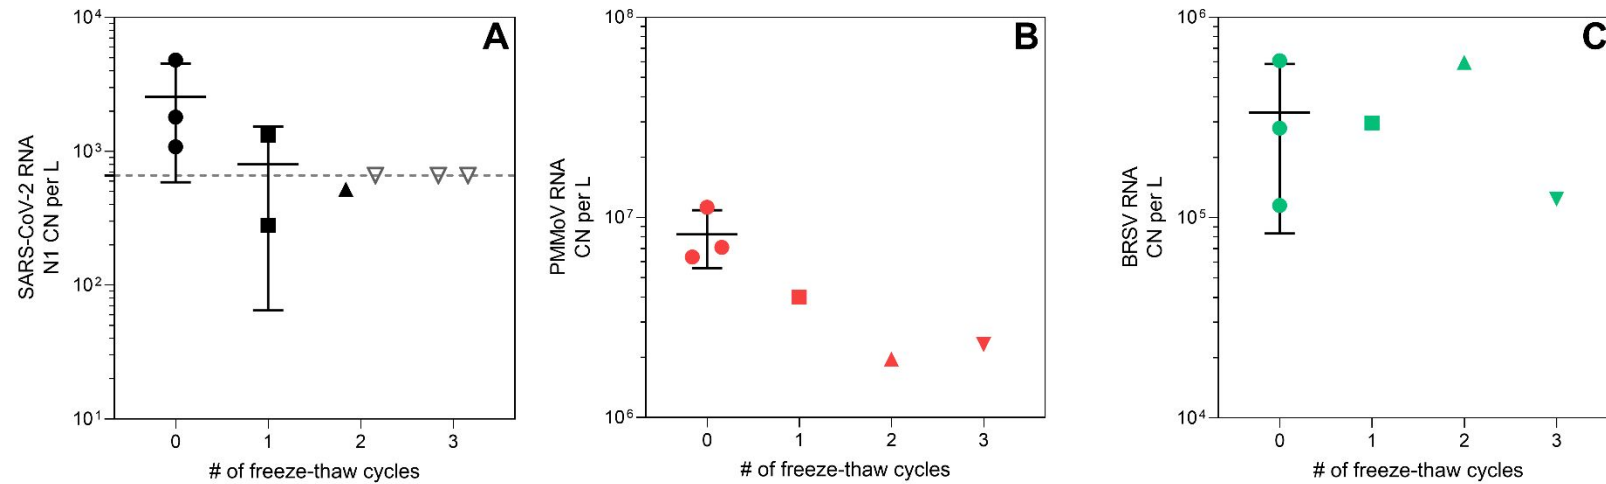 A
SARS-CoV-2 RNA
N1 CN per L
10⁴
10³
10²
10¹
0 1 2 3
# of freeze-thaw cycles
B
PMMoV RNA
CN per L
10⁸
10⁷
10⁶
0 1 2 3
# of freeze-thaw cycles
C
BRSV RNA
CN per L
10⁶
10⁵
10⁴
0 1 2 3
# of freeze-thaw cycles